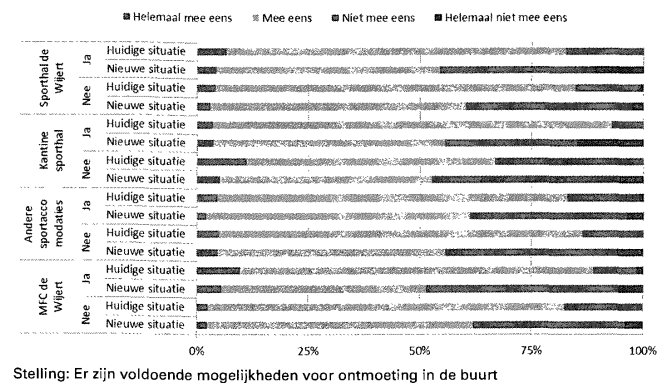 Helemaal mee eens Mee eens Niet mee eens Helemaal niet mee eens
Sporthal de Wijert
Ja
Huidige situatie
Nieuwe situatie
Nee
Huidige situatie
Nieuwe situatie
Kantine sporthal
Ja
Huidige situatie
Nieuwe situatie
Nee
Huidige situatie
Nieuwe situatie
Andere sportacco modaties
Ja
Huidige situatie
Nieuwe situatie
Nee
Huidige situatie
Nieuwe situatie
MFC de Wijert
Ja
Huidige situatie
Nieuwe situatie
Nee
Huidige situatie
Nieuwe situatie
0% 25% 50% 75% 100%
Stelling: Er zijn voldoende mogelijkheden voor ontmoeting in de buurt